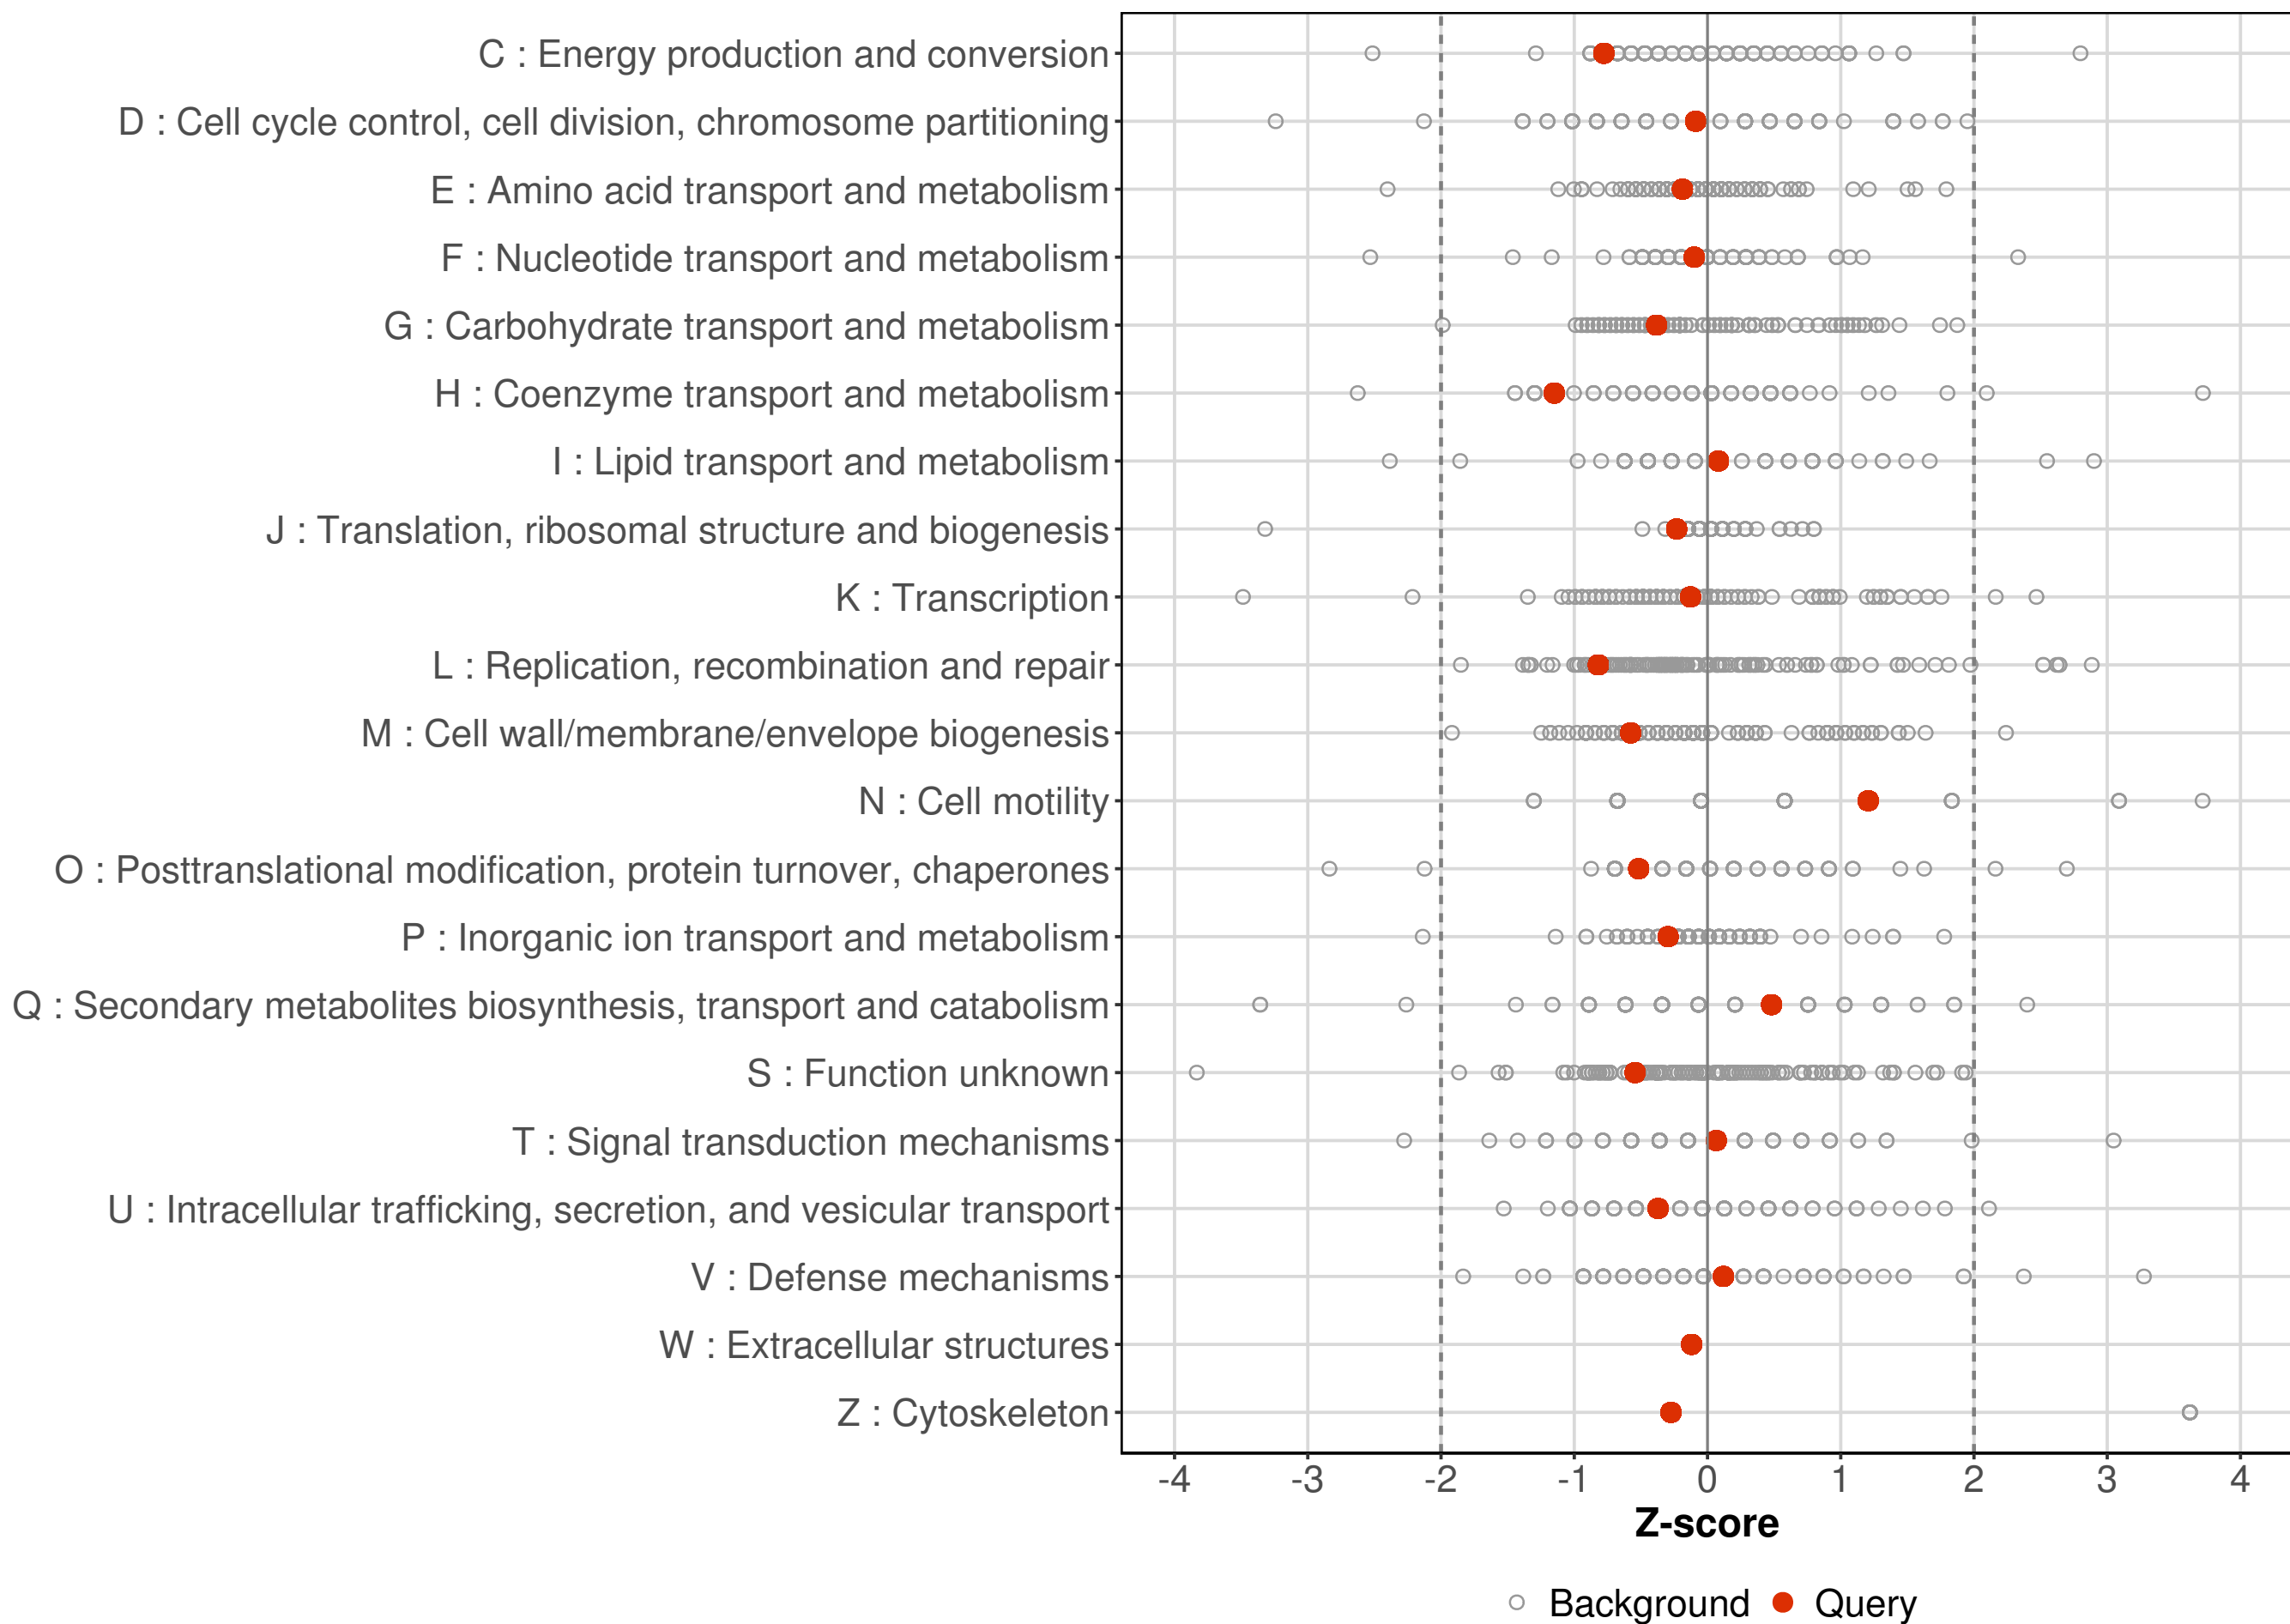 C : Energy production and conversion
D : Cell cycle control, cell division, chromosome partitioning
E : Amino acid transport and metabolism
F : Nucleotide transport and metabolism
G : Carbohydrate transport and metabolism
H : Coenzyme transport and metabolism
I : Lipid transport and metabolism
J : Translation, ribosomal structure and biogenesis
K : Transcription
L : Replication, recombination and repair
M : Cell wall/membrane/envelope biogenesis
N : Cell motility
O : Posttranslational modification, protein turnover, chaperones
P : Inorganic ion transport and metabolism
Q : Secondary metabolites biosynthesis, transport and catabolism
S : Function unknown
T : Signal transduction mechanisms
U : Intracellular trafficking, secretion, and vesicular transport
V : Defense mechanisms
W : Extracellular structures
Z : Cytoskeleton
-4 -3 -2 -1 0 1 2 3 4
Z-score
Background Query